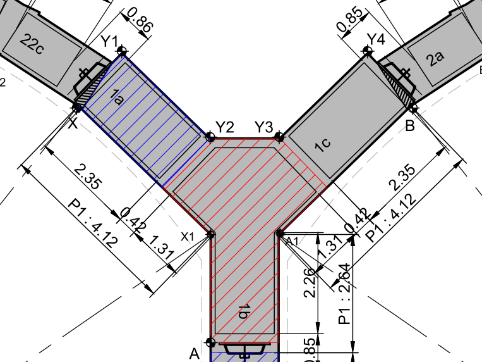 0.86
0.85
Y1
Y4
22c
2a
1a
X
Y2
Y3
B
1c
2.35
0.42
1.31
P1 : 4.12
X1
A1
2.35
0.42
1.31
P1 : 4.12
2.26
P1 : 2.64
1b
A
0.85